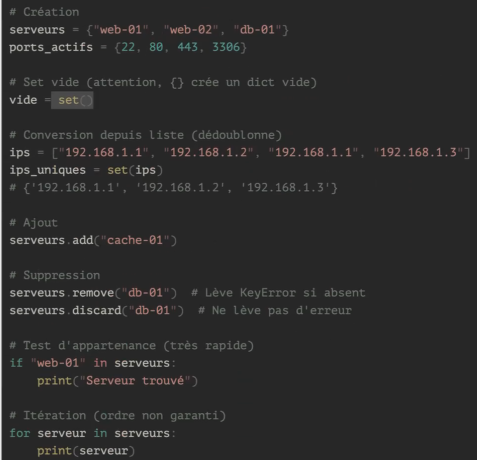 # Création
serveurs = {"web-01", "web-02", "db-01"}
ports_actifs = {22, 80, 443, 3306}
# Set vide (attention, {} crée un dict vide)
vide = set()
# Conversion depuis liste (dédoublonne)
ips = ["192.168.1.1", "192.168.1.2", "192.168.1.1", "192.168.1.3"]
ips_uniques = set(ips)
# {'192.168.1.1', '192.168.1.2', '192.168.1.3'}
# Ajout
serveurs.add("cache-01")
# Suppression
serveurs.remove("db-01")  # Lève KeyError si absent
serveurs.discard("db-01")  # Ne lève pas d'erreur
# Test d'appartenance (très rapide)
if "web-01" in serveurs:
    print("Serveur trouvé")
# Itération (ordre non garanti)
for serveur in serveurs:
    print(serveur)